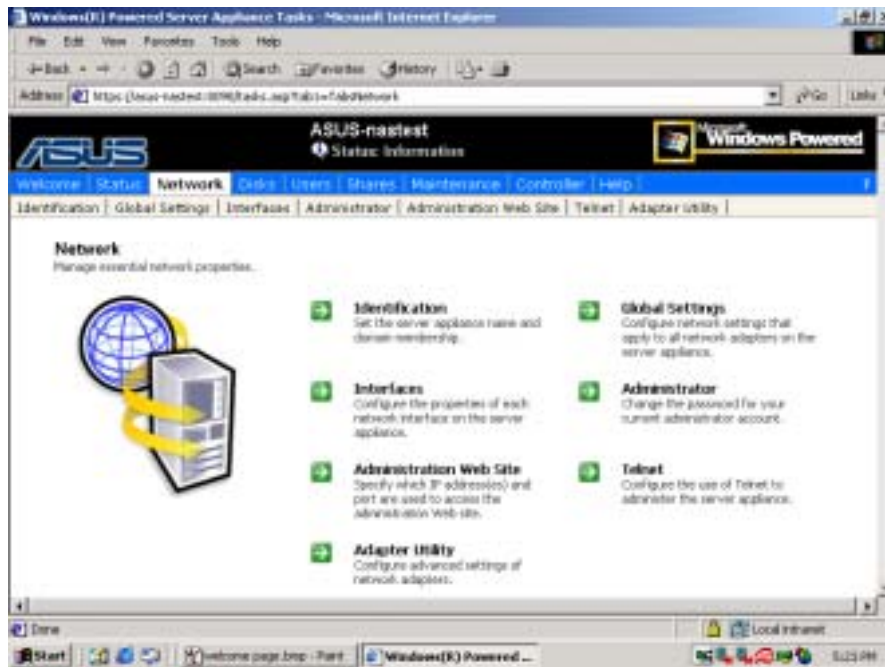 Windows(R) Powered Server Appliance Tasks - Microsoft Internet Explorer
File Edit View Favorites Tools Help
Back Search Favorites History
Address Go Links
ASUS
ASUS-nastest
Status: Information
Microsoft
Windows Powered
Welcome | Status | Network | Disks | Users | Shares | Maintenance | Controller | Help
Identification | Global Settings | Interfaces | Administrator | Administration Web Site | Telnet | Adapter Utility |
Network
Manage essential network properties.
Identification
Set the server appliance name and
domain membership.
Global Settings
Configure network settings that
apply to all network adapters on the
server appliance.
Interfaces
Configure the properties of each
network interface on the server
appliance.
Administrator
Change the password for your
current administrator account.
Administration Web Site
Specify which IP address(es) and
port are used to access the
administration Web site.
Telnet
Configure the use of Telnet to
administer the server appliance.
Adapter Utility
Configure advanced settings of
network adapters.
Done
Local intranet
Start
welcome page.bmp - Paint
Windows(R) Powered ...